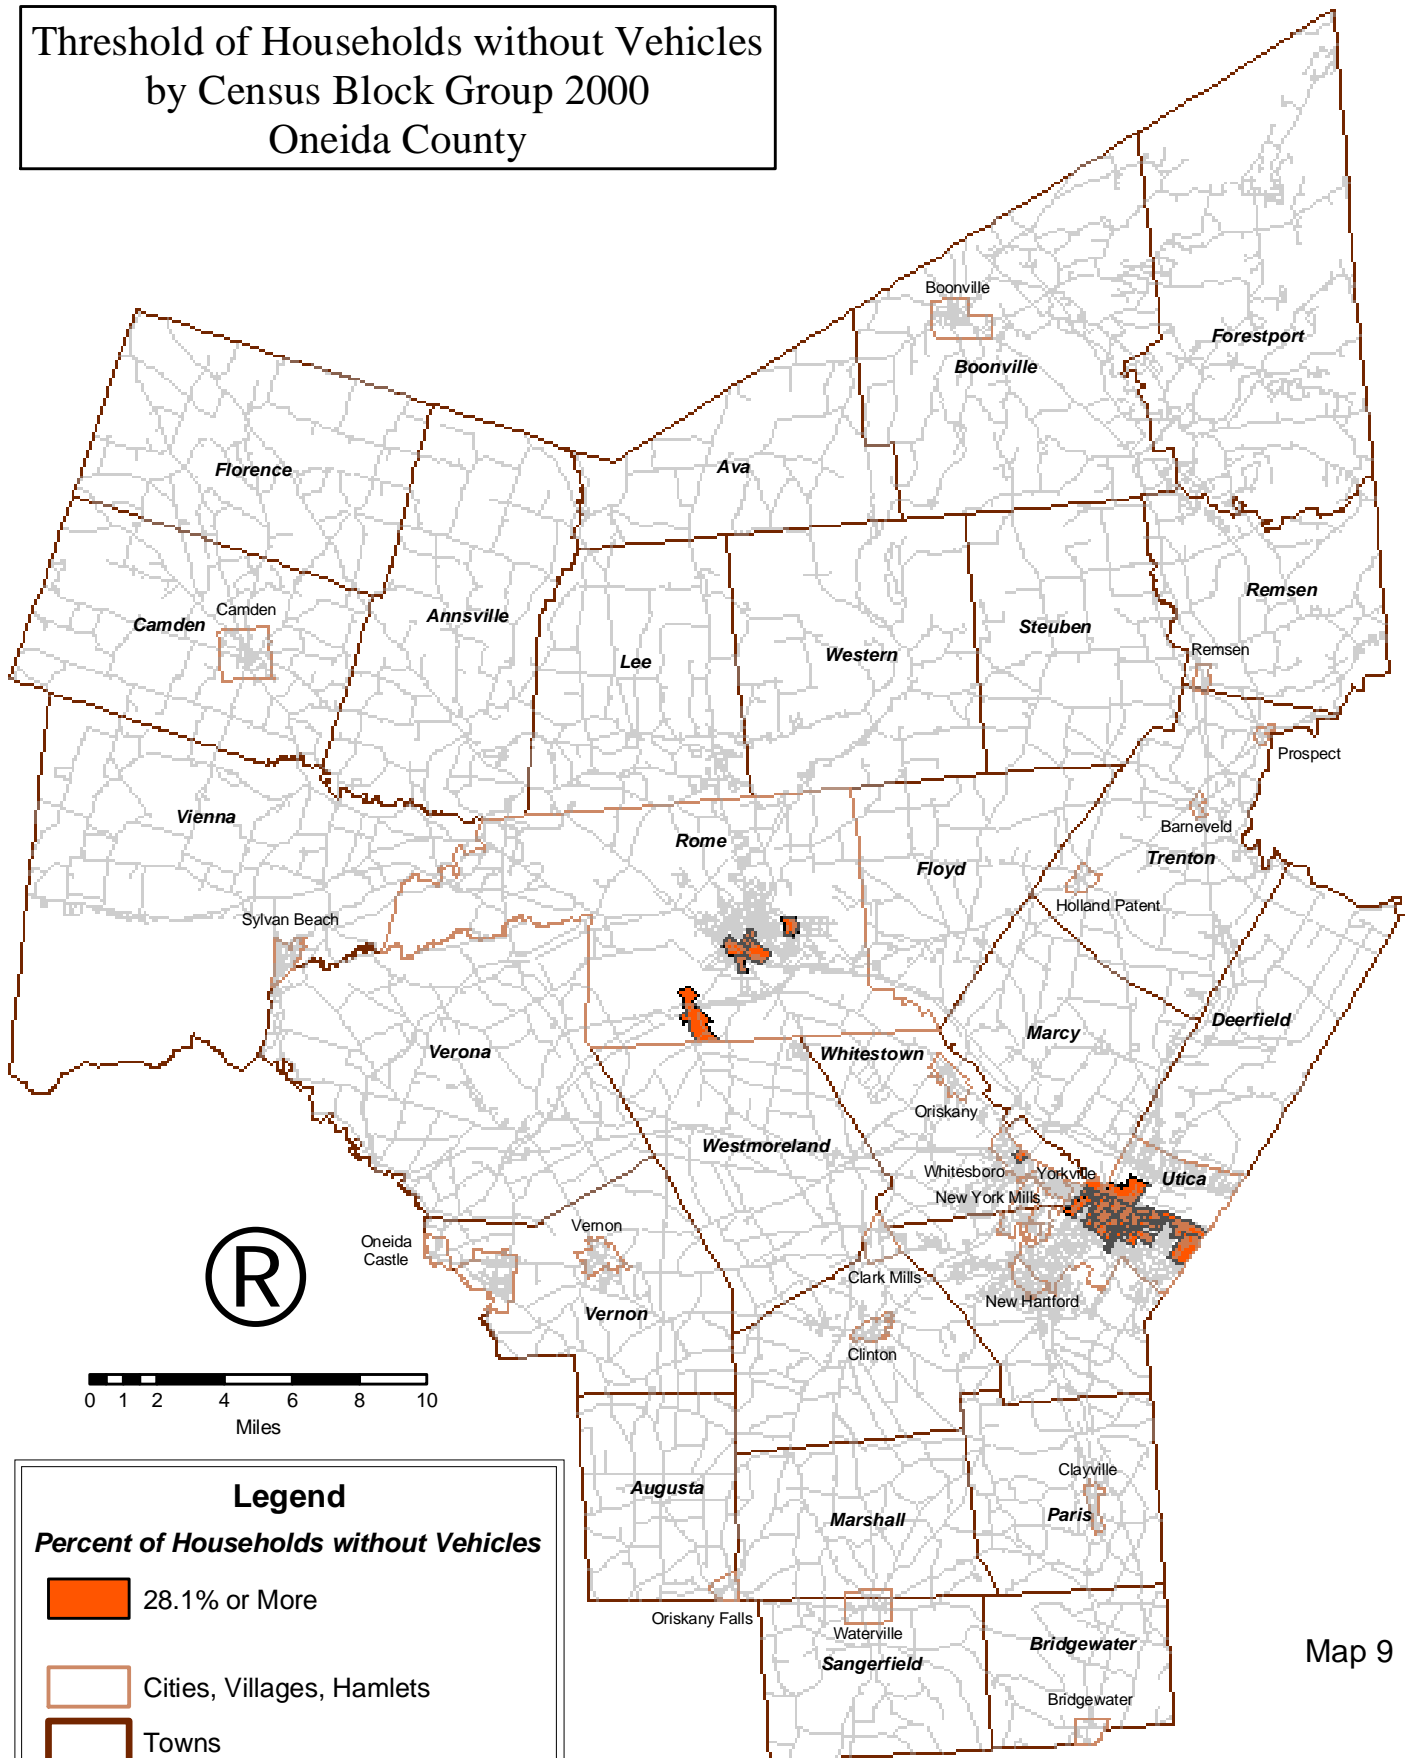 Threshold of Households without Vehicles
by Census Block Group 2000
Oneida County
Boonville
Forestport
Boonville
Florence
Ava
Camden
Camden
Annsville
Lee
Western
Steuben
Remsen
Remsen
Prospect
Vienna
Rome
Floyd
Barneveld
Trenton
Holland Patent
Sylvan Beach
Verona
Whitestown
Marcy
Deerfield
Oriskany
Westmoreland
Whitesboro
Yorkville
Utica
New York Mills
Vernon
Oneida
Castle
Clark Mills
New Hartford
Vernon
Clinton
®
0 1 2 4 6 8 10
Miles
Augusta
Marshall
Clayville
Paris
Oriskany Falls
Waterville
Sangerfield
Bridgewater
Bridgewater
Map 9
Legend
Percent of Households without Vehicles
28.1% or More
Cities, Villages, Hamlets
Towns